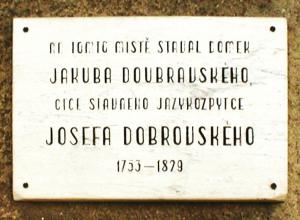 NA TOMTO MÍSTĚ STÁVAL DOMEK
JAKUBA DOUBRAVSKÉHO,
OTCE SLAVNÉHO JAZYKOZPYTCE
JOSEFA DOBROVSKÉHO
1753–1829